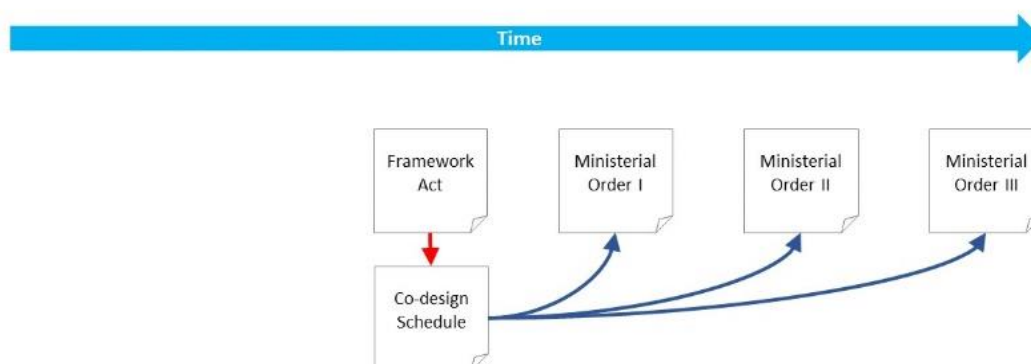 Time
Framework
Act
Ministerial
Order I
Ministerial
Order II
Ministerial
Order III
Co-design
Schedule